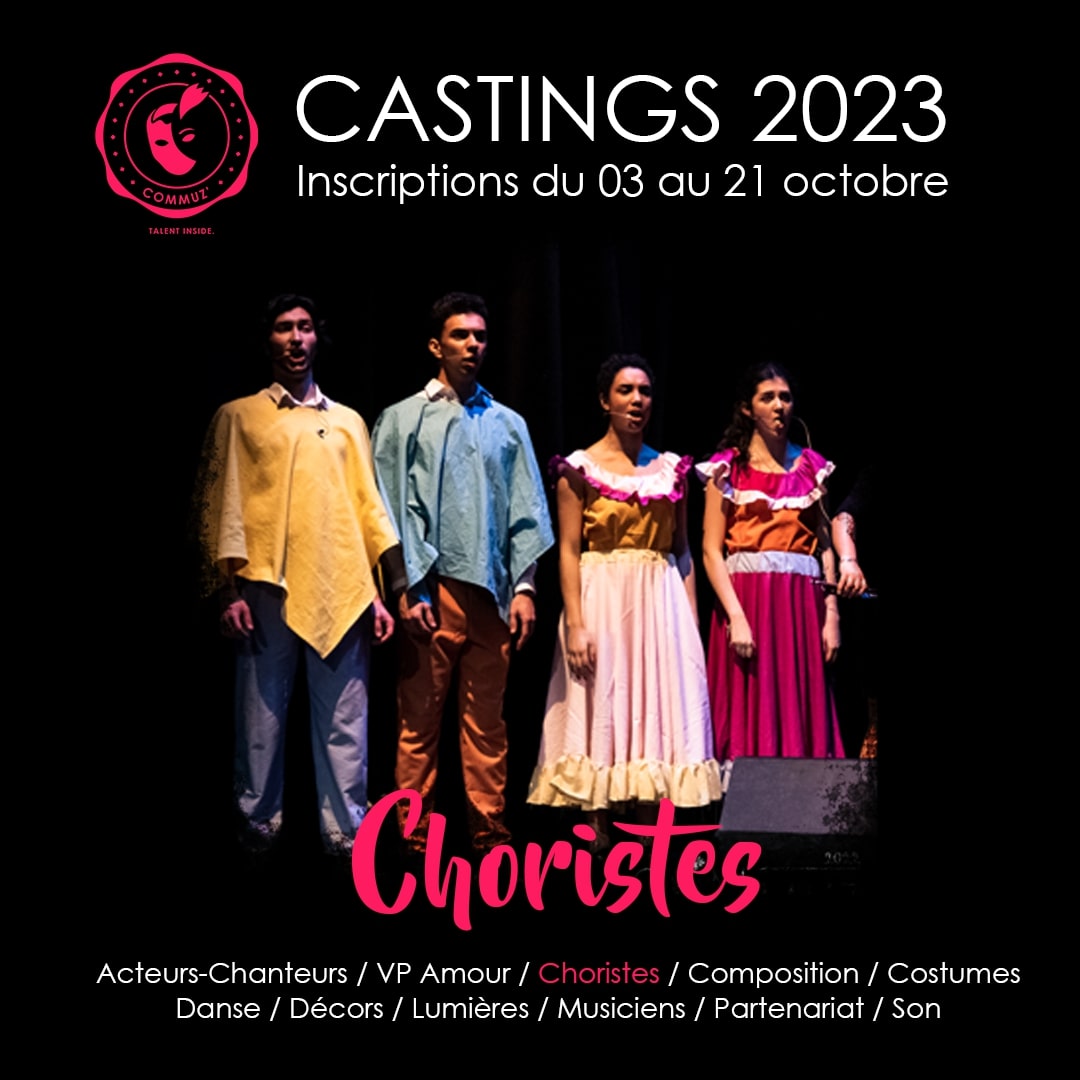 CASTINGS 2023
Inscriptions du 03 au 21 octobre
COMMUZ'
TALENT INSIDE.
2023
Choristes
Acteurs-Chanteurs / VP Amour / Choristes / Composition / Costumes
Danse / Décors / Lumières / Musiciens / Partenariat / Son